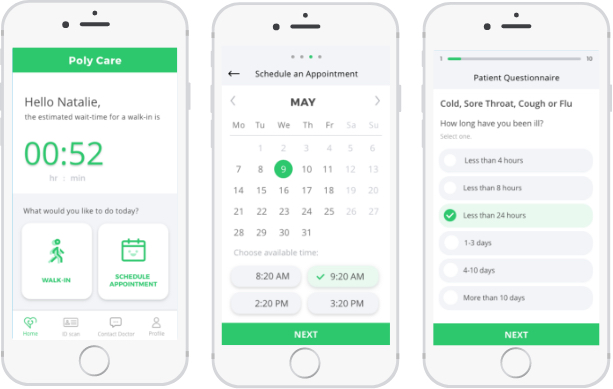 Poly Care
Hello Natalie,
the estimated wait-time for a walk-in is
00:52
hr : min
What would you like to do today?
WALK-IN
SCHEDULE
APPOINTMENT
Home
ID scan
Contact Doctor
Profile
Schedule an Appointment
MAY
Mo Tu We Th Fr Sa Su
1 2 3 4 5 6
7 8 9 10 11 12 13
14 15 16 17 18 19 20
21 22 23 24 25 26 27
28 29 30 31
Choose available time:
8:20 AM 9:20 AM
2:20 PM 3:20 PM
NEXT
1 10
Patient Questionnaire
Cold, Sore Throat, Cough or Flu
How long have you been ill?
Select one.
Less than 4 hours
Less than 8 hours
Less than 24 hours
1-3 days
4-10 days
More than 10 days
NEXT